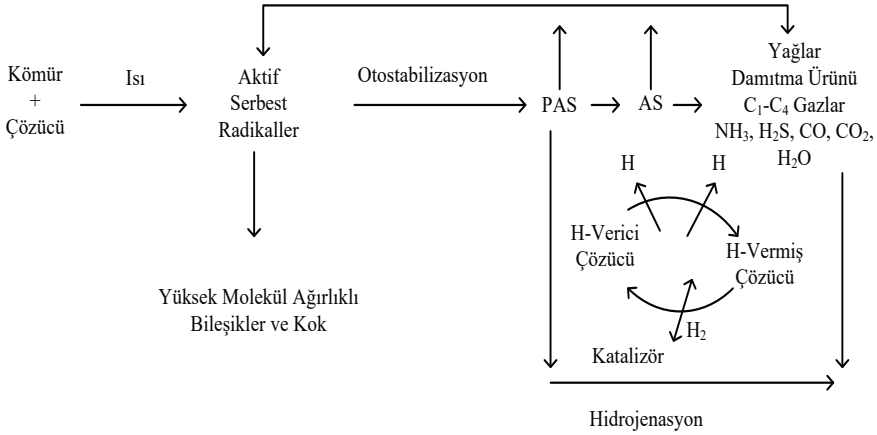 Kömür
+
Çözücü
Isı
Aktif
Serbest
Radikaller
Otostabilizasyon
PAS
AS
Yağlar
Damıtma Ürünü
C₁-C₄ Gazlar
NH₃, H₂S, CO, CO₂,
H₂O
H
H
H-Verici
Çözücü
H-Vermiş
Çözücü
H₂
Katalizör
Yüksek Molekül Ağırlıklı
Bileşikler ve Kok
Hidrojenasyon